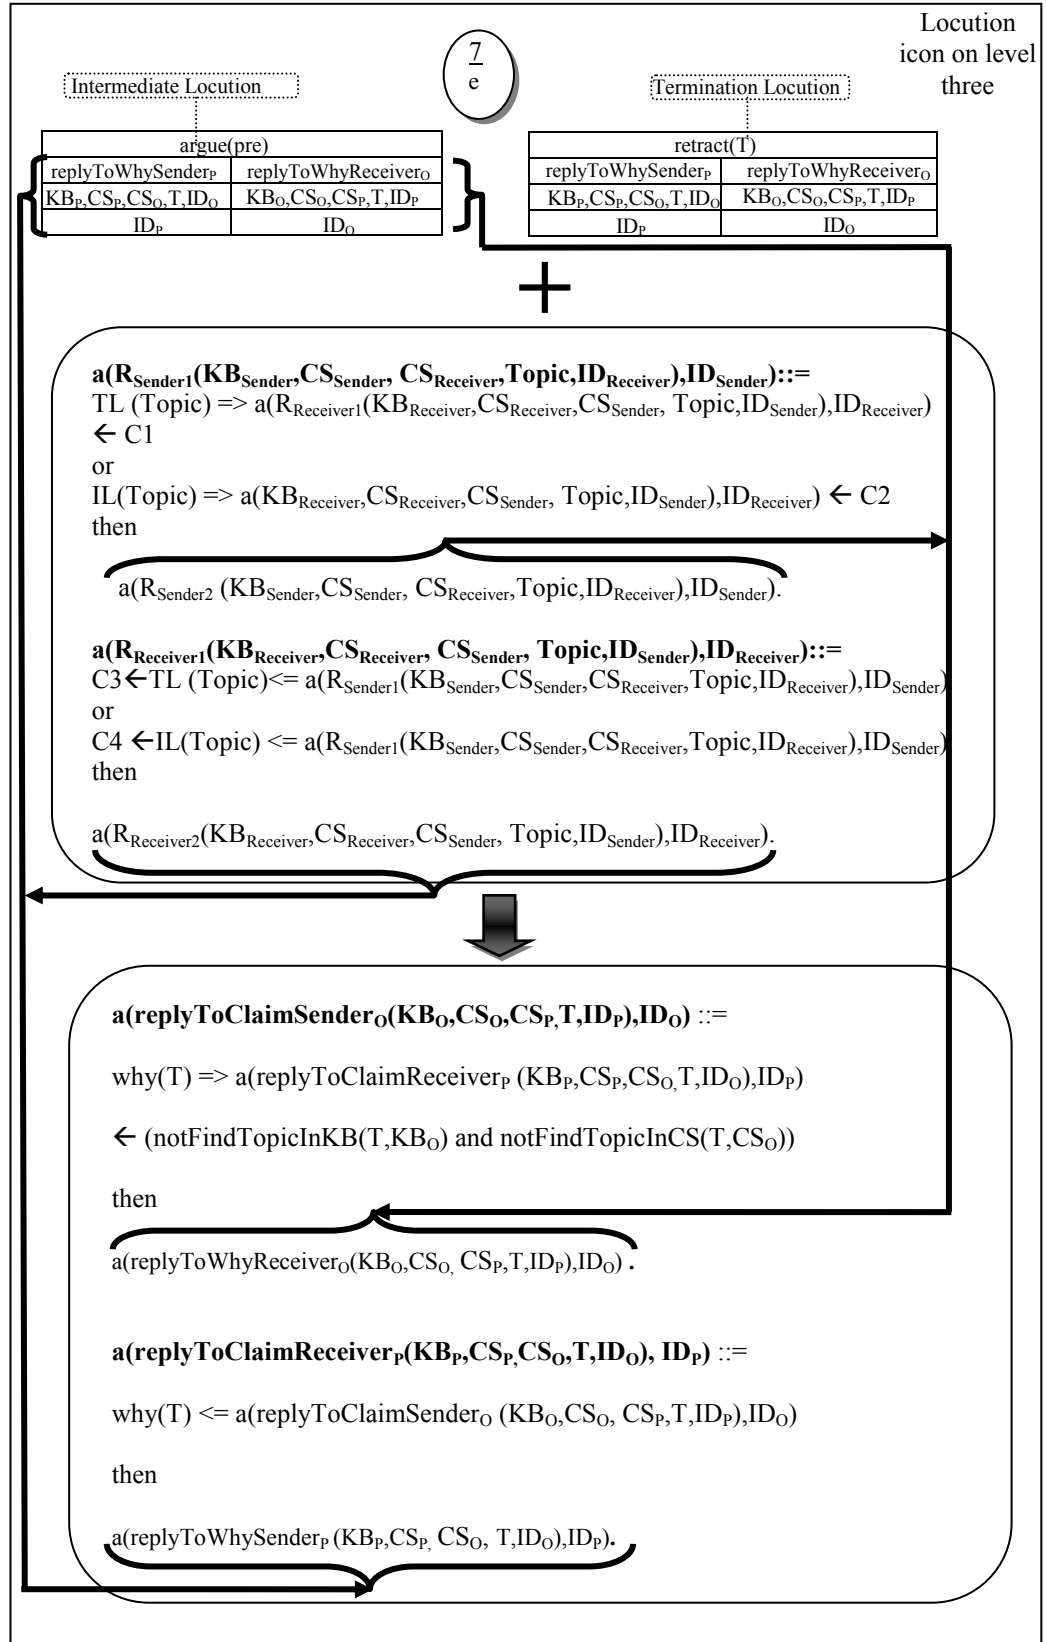 Locution
icon on level
three
7
e
Intermediate Locution
Termination Locution
argue(pre)
replyToWhySenderP replyToWhyReceiverO
KBP,CSP,CSO,T,IDO KBO,CSO,CSP,T,IDP
IDP IDO
retract(T)
replyToWhySenderP replyToWhyReceiverO
KBP,CSP,CSO,T,IDO KBO,CSO,CSP,T,IDP
IDP IDO
+
a(RSender1(KBSender,CSSender, CSReceiver,Topic,IDReceiver),IDSender)::=
TL (Topic) => a(RReceiver1(KBReceiver,CSReceiver,CSSender, Topic,IDSender),IDReceiver)
← C1
or
IL(Topic) => a(KBReceiver,CSReceiver,CSSender, Topic,IDSender),IDReceiver) ← C2
then
a(RSender2 (KBSender,CSSender, CSReceiver,Topic,IDReceiver),IDSender).
a(RReceiver1(KBReceiver,CSReceiver, CSSender, Topic,IDSender),IDReceiver)::=
C3←TL (Topic)<= a(RSender1(KBSender,CSSender,CSReceiver,Topic,IDReceiver),IDSender)
or
C4 ←IL(Topic) <= a(RSender1(KBSender,CSSender,CSReceiver,Topic,IDReceiver),IDSender)
then
a(RReceiver2(KBReceiver,CSReceiver,CSSender, Topic,IDSender),IDReceiver).
a(replyToClaimSenderO(KBO,CSO,CSP,T,IDP),IDO) ::=
why(T) => a(replyToClaimReceiverP (KBP,CSP,CSO,T,IDO),IDP)
← (notFindTopicInKB(T,KBO) and notFindTopicInCS(T,CSO))
then
a(replyToWhyReceiverO(KBO,CSO, CSP,T,IDP),IDO) .
a(replyToClaimReceiverP(KBP,CSP,CSO,T,IDO), IDP) ::=
why(T) <= a(replyToClaimSenderO (KBO,CSO, CSP,T,IDP),IDO)
then
a(replyToWhySenderP (KBP,CSP, CSO, T,IDO),IDP).